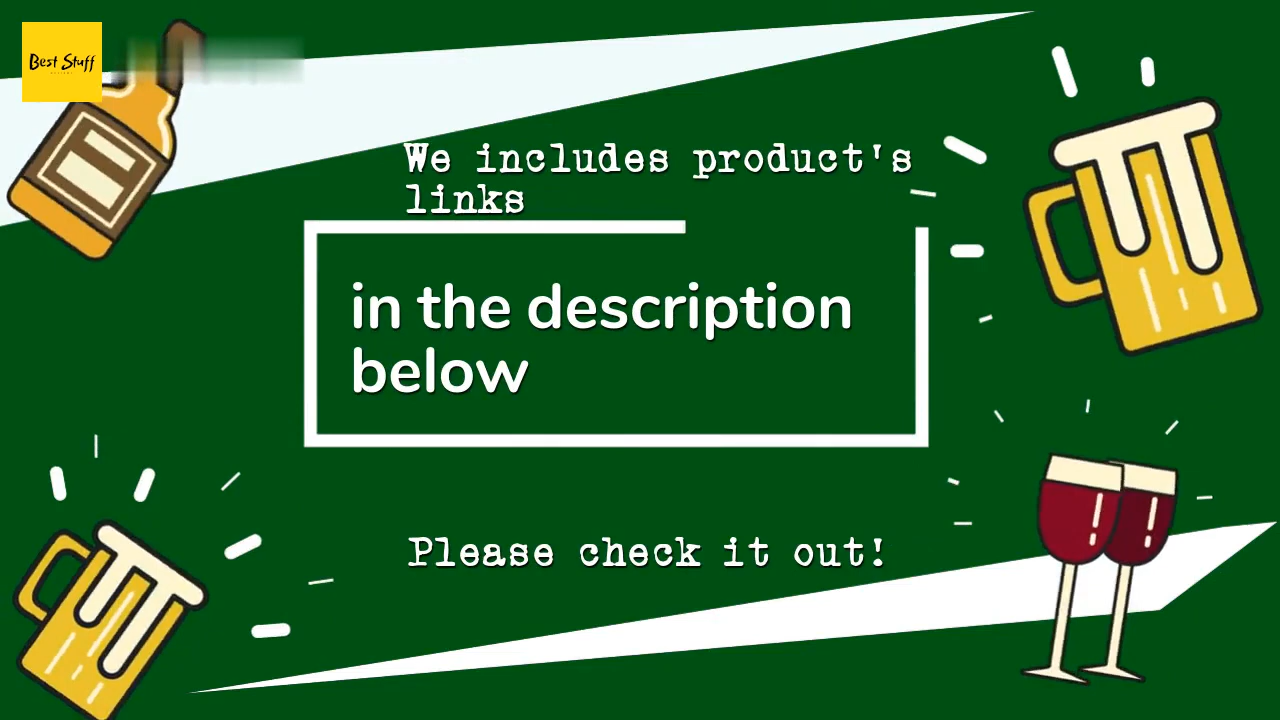 Best Stuff
We includes product's
links
in the description
below
Please check it out!